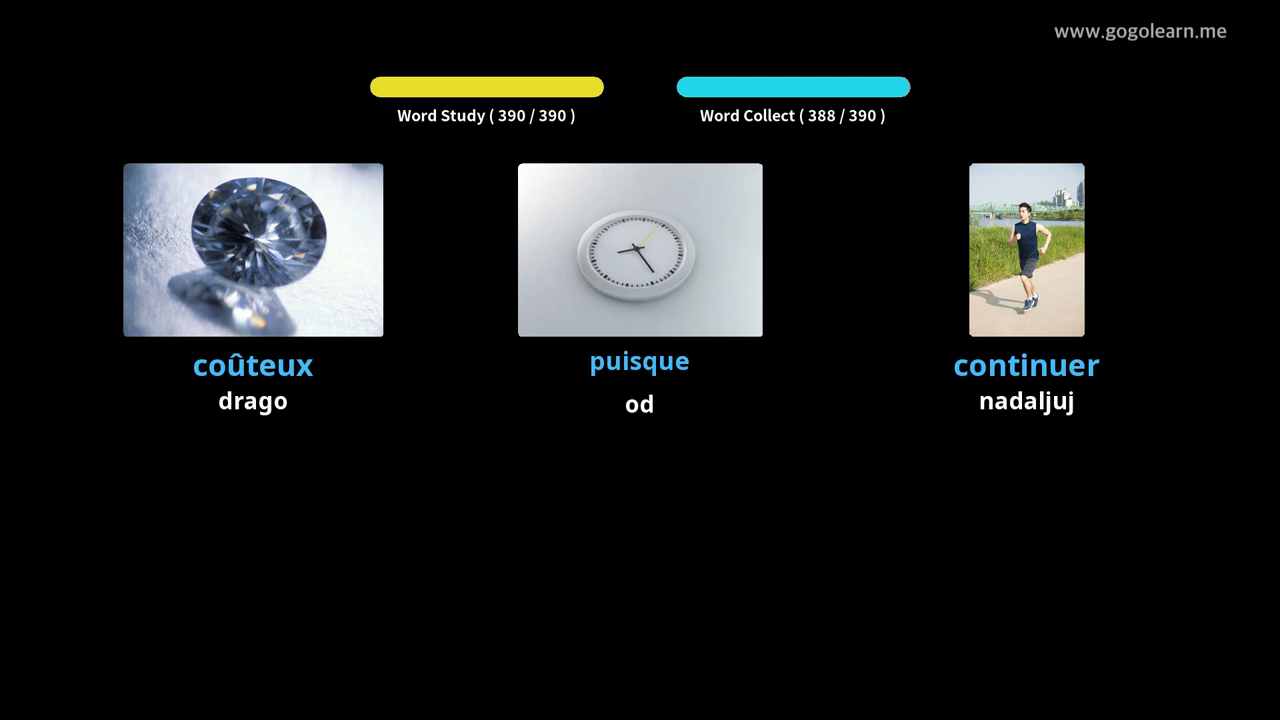 www.gogolearn.me
Word Study ( 390 / 390 )
Word Collect ( 388 / 390 )
coûteux
drago
puisque
od
continuer
nadaljuj